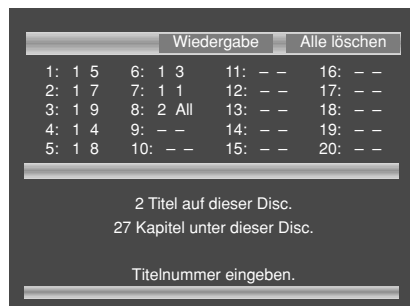 Wiedergabe Alle löschen
1: 1 5 6: 1 3 11: – – 16: – –
2: 1 7 7: 1 1 12: – – 17: – –
3: 1 9 8: 2 All 13: – – 18: – –
4: 1 4 9: – – 14: – – 19: – –
5: 1 8 10: – – 15: – – 20: – –
2 Titel auf dieser Disc.
27 Kapitel unter dieser Disc.
Titelnummer eingeben.